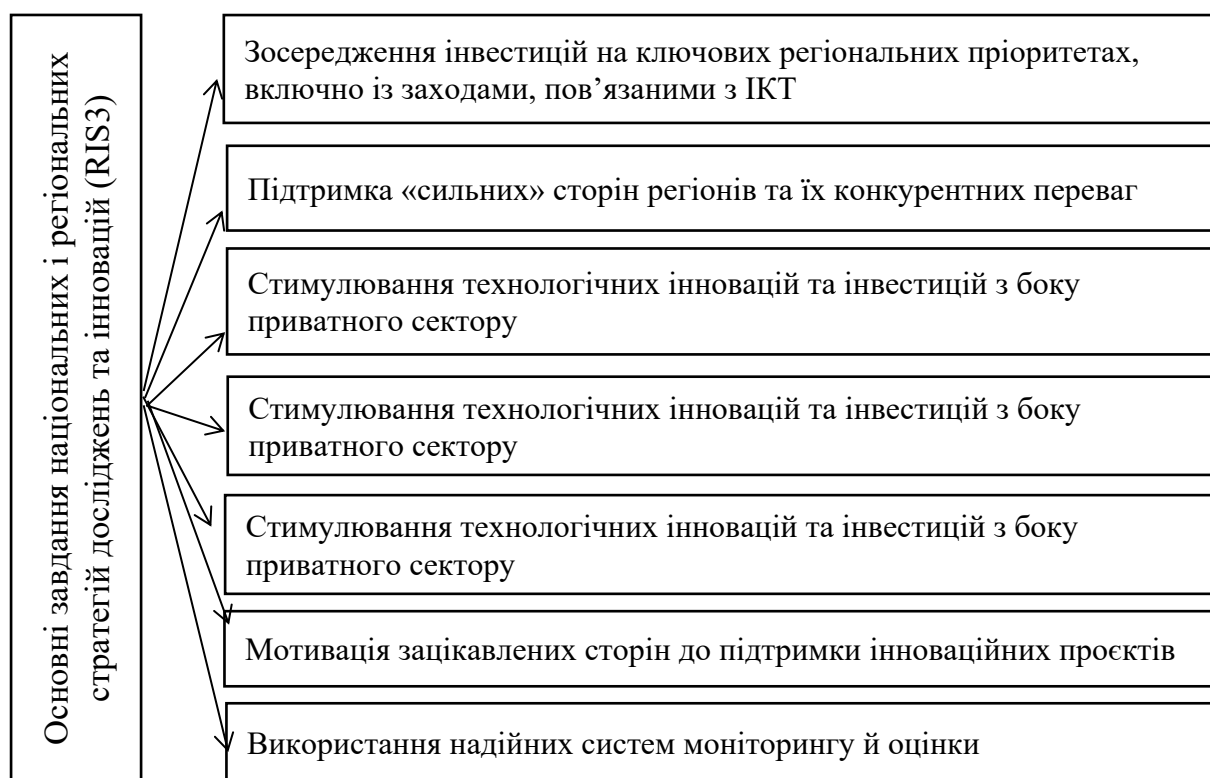 Основні завдання національних і регіональних
стратегій досліджень та інновацій (RIS3)
Зосередження інвестицій на ключових регіональних пріоритетах,
включно із заходами, пов’язаними з ІКТ
Підтримка «сильних» сторін регіонів та їх конкурентних переваг
Стимулювання технологічних інновацій та інвестицій з боку
приватного сектору
Стимулювання технологічних інновацій та інвестицій з боку
приватного сектору
Стимулювання технологічних інновацій та інвестицій з боку
приватного сектору
Мотивація зацікавлених сторін до підтримки інноваційних проєктів
Використання надійних систем моніторингу й оцінки